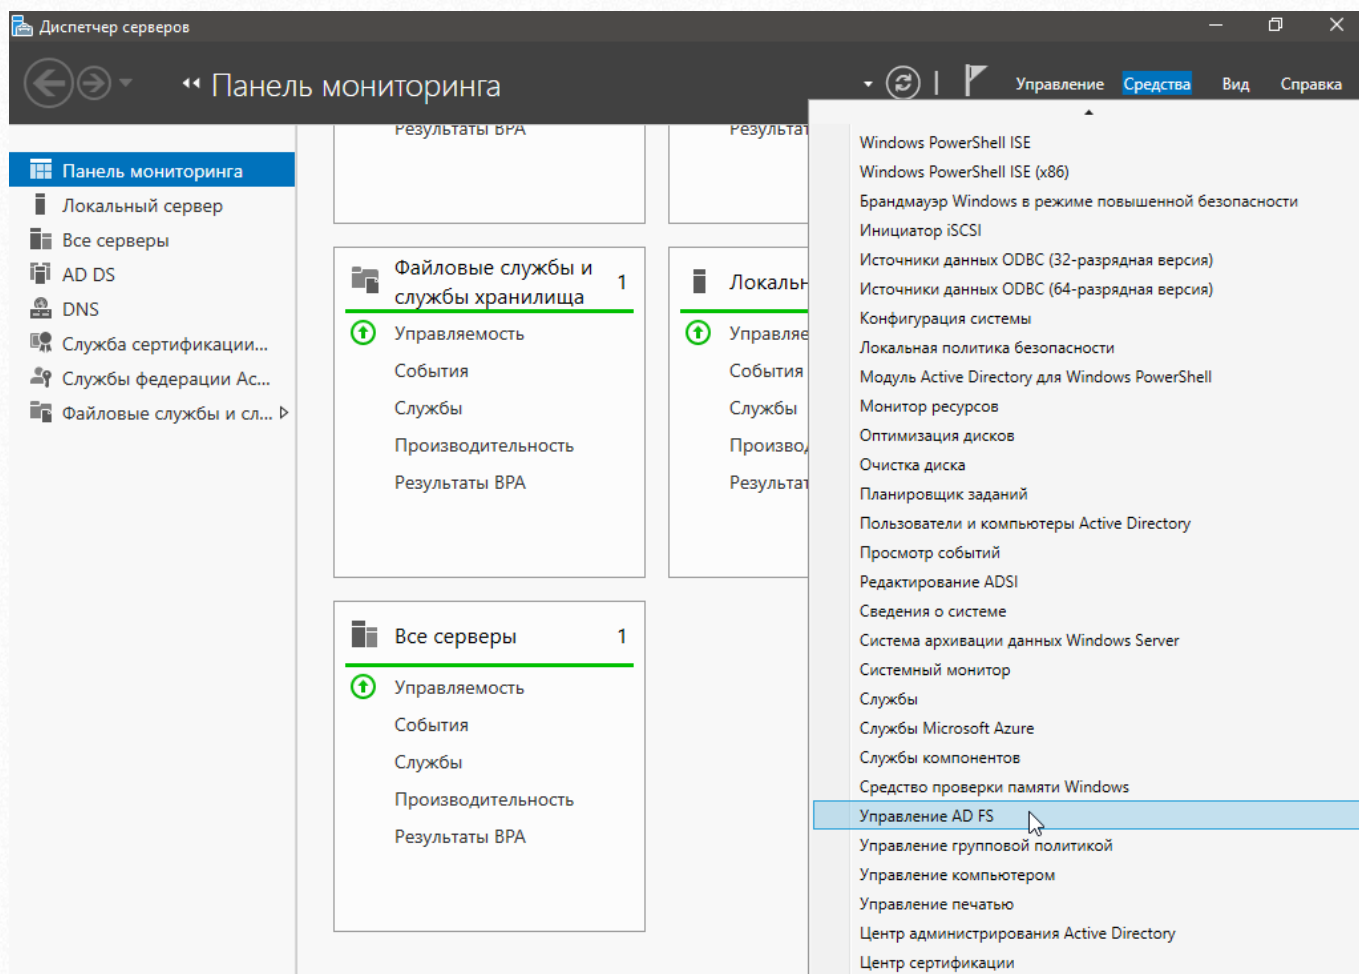 Диспетчер серверов
Панель мониторинга
Управление Средства Вид Справка
Панель мониторинга
Локальный сервер
Все серверы
AD DS
DNS
Служба сертификации...
Службы федерации Ac...
Файловые службы и сл...
Результаты BPA
Результат
Файловые службы и службы хранилища 1
Управляемость
События
Службы
Производительность
Результаты BPA
Локальн
Управляе
События
Службы
Произво
Результат
Все серверы 1
Управляемость
События
Службы
Производительность
Результаты BPA
Windows PowerShell ISE
Windows PowerShell ISE (x86)
Брандмауэр Windows в режиме повышенной безопасности
Инициатор iSCSI
Источники данных ODBC (32-разрядная версия)
Источники данных ODBC (64-разрядная версия)
Конфигурация системы
Локальная политика безопасности
Модуль Active Directory для Windows PowerShell
Монитор ресурсов
Оптимизация дисков
Очистка диска
Планировщик заданий
Пользователи и компьютеры Active Directory
Просмотр событий
Редактирование ADSI
Сведения о системе
Система архивации данных Windows Server
Системный монитор
Службы
Службы Microsoft Azure
Службы компонентов
Средство проверки памяти Windows
Управление AD FS
Управление групповой политикой
Управление компьютером
Управление печатью
Центр администрирования Active Directory
Центр сертификации